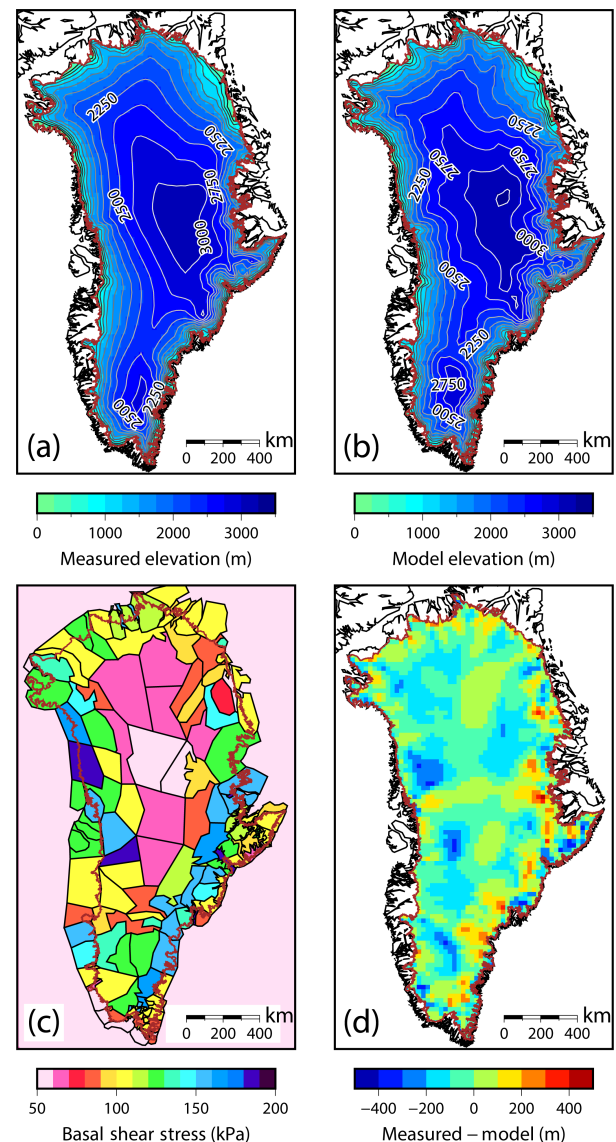 2250
2250
2750
2500
3000
2250
2500
(a)
km
0 200 400
0 1000 2000 3000
Measured elevation (m)
2250
2750
2750
2250
3000
2500
2250
2750
2500
(b)
km
0 200 400
0 1000 2000 3000
Model elevation (m)
(c)
km
0 200 400
50 100 150 200
Basal shear stress (kPa)
(d)
km
0 200 400
−400 −200 0 200 400
Measured − model (m)